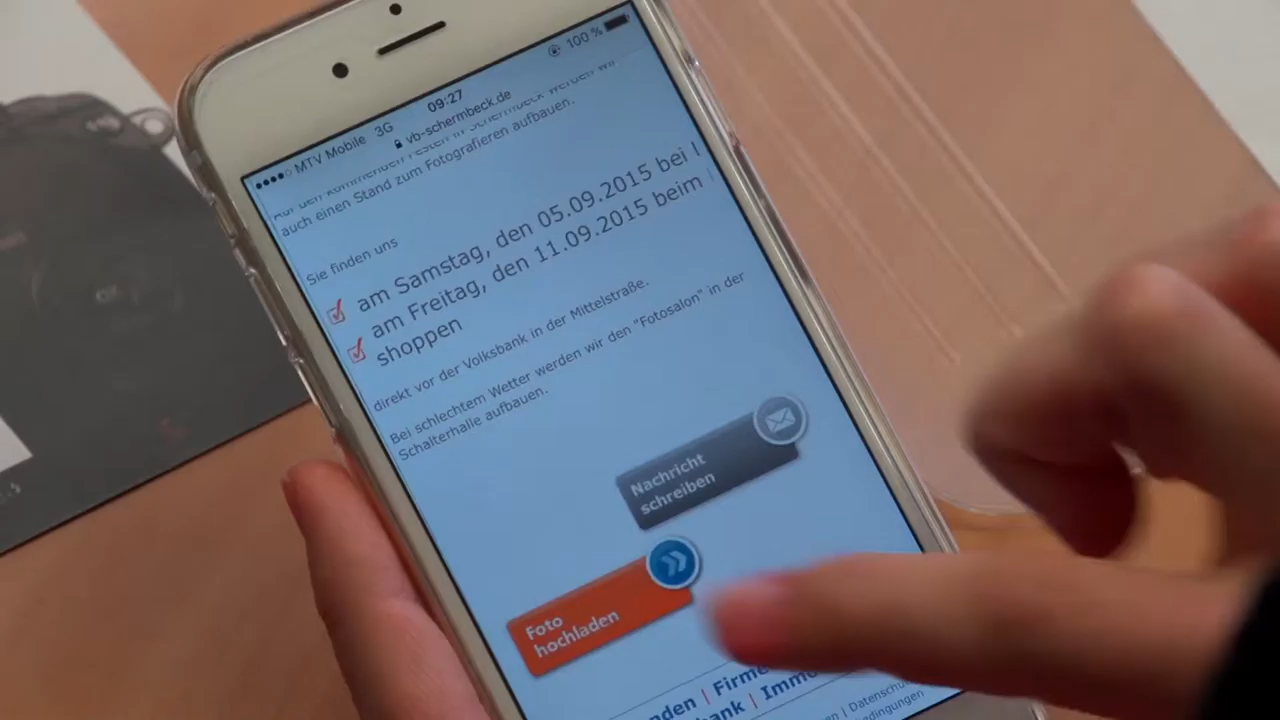 ●●●●○ MTV Mobile 3G 09:27 100 %
vb-schermbeck.de
auch einen Stand zum Fotografieren aufbauen.
Sie finden uns
am Samstag, den 05.09.2015 bei
am Freitag, den 11.09.2015 beim
shoppen
direkt vor der Volksbank in der Mittelstraße.
Bei schlechtem Wetter werden wir den "Fotosalon" in der
Schalterhalle aufbauen.
Nachricht
schreiben
Foto
hochladen